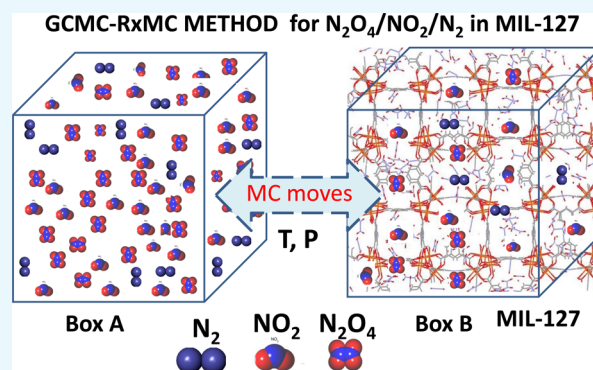 GCMC-RxMC METHOD for N₂O₄/NO₂/N₂ in MIL-127
MC moves
T, P
Box A
N₂ NO₂ N₂O₄
Box B
MIL-127
NO₂